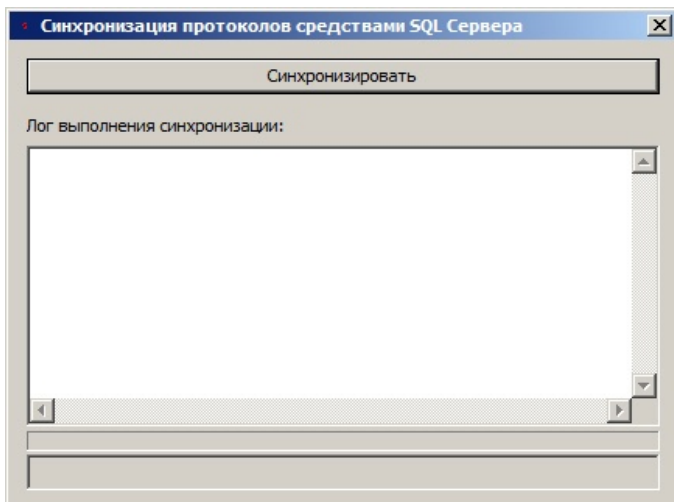 Синхронизация протоколов средствами SQL Сервера
Синхронизировать
Лог выполнения синхронизации: